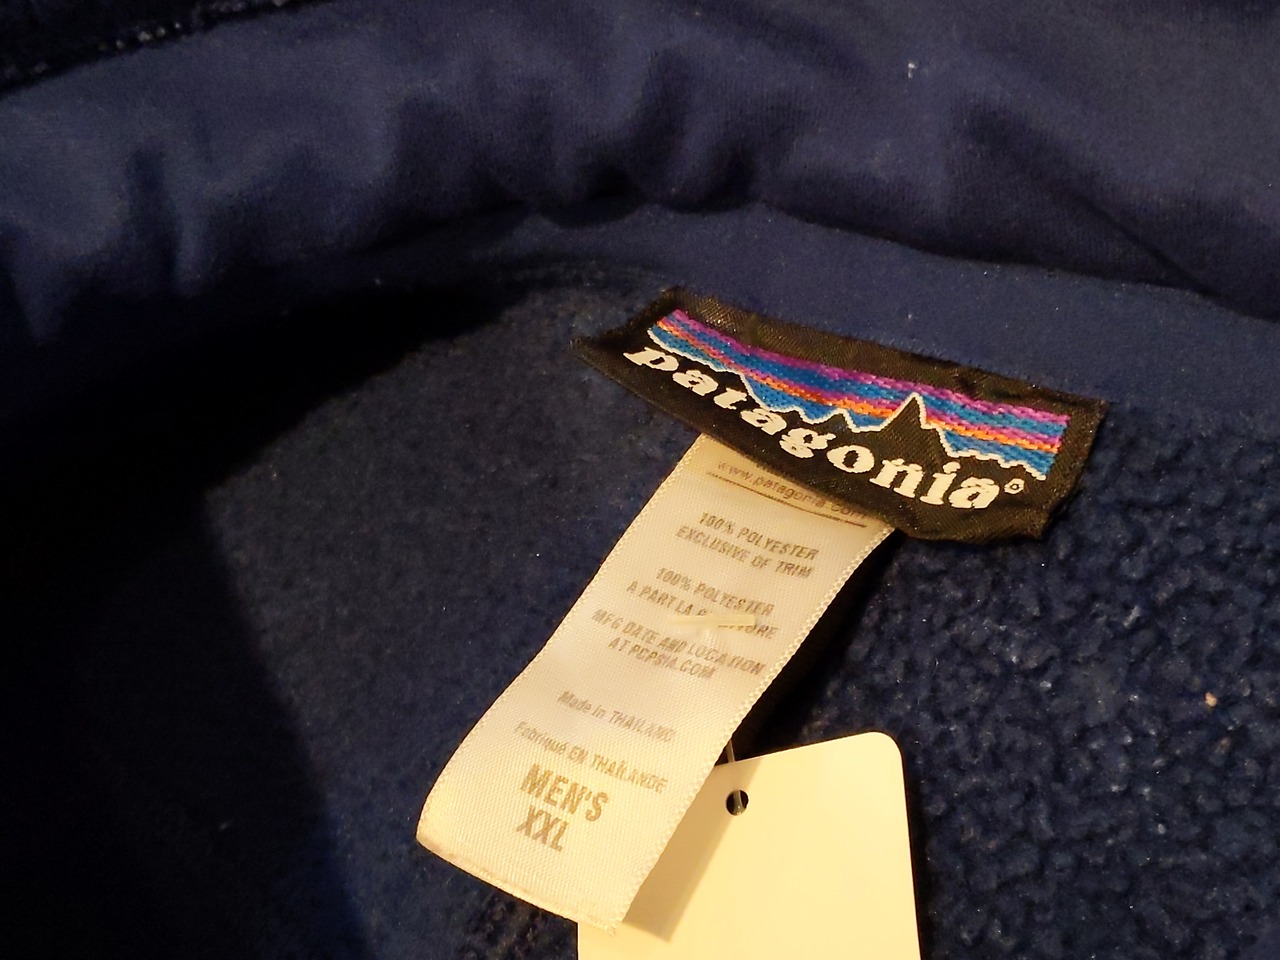 patagonia®
www.patagonia.com
100% POLYESTER
EXCLUSIVE OF TRIM
100% POLYESTER
A PART LA
MFG DATE AND LOCATION
AT PCPSIA.COM
Made in THAILAND
Fabriqué EN THAÏLANDE
MEN'S
XXL